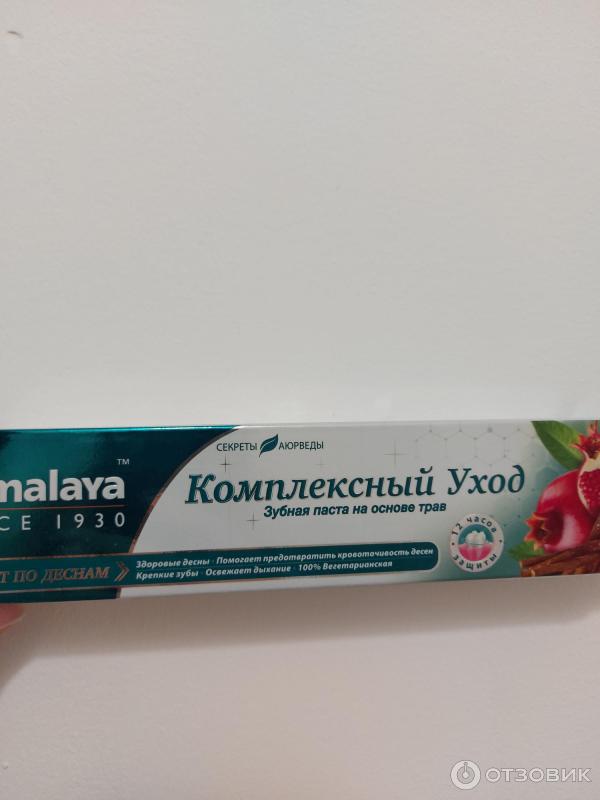 СЕКРЕТЫ АЮРВЕДЫ
malaya™
CE 1930
Комплексный Уход
Зубная паста на основе трав
12 часов защиты
Т ПО ДЕСНАМ
Здоровые десны · Помогает предотвратить кровоточивость десен
Крепкие зубы · Освежает дыхание · 100% Вегетарианская
ОТЗОВИК